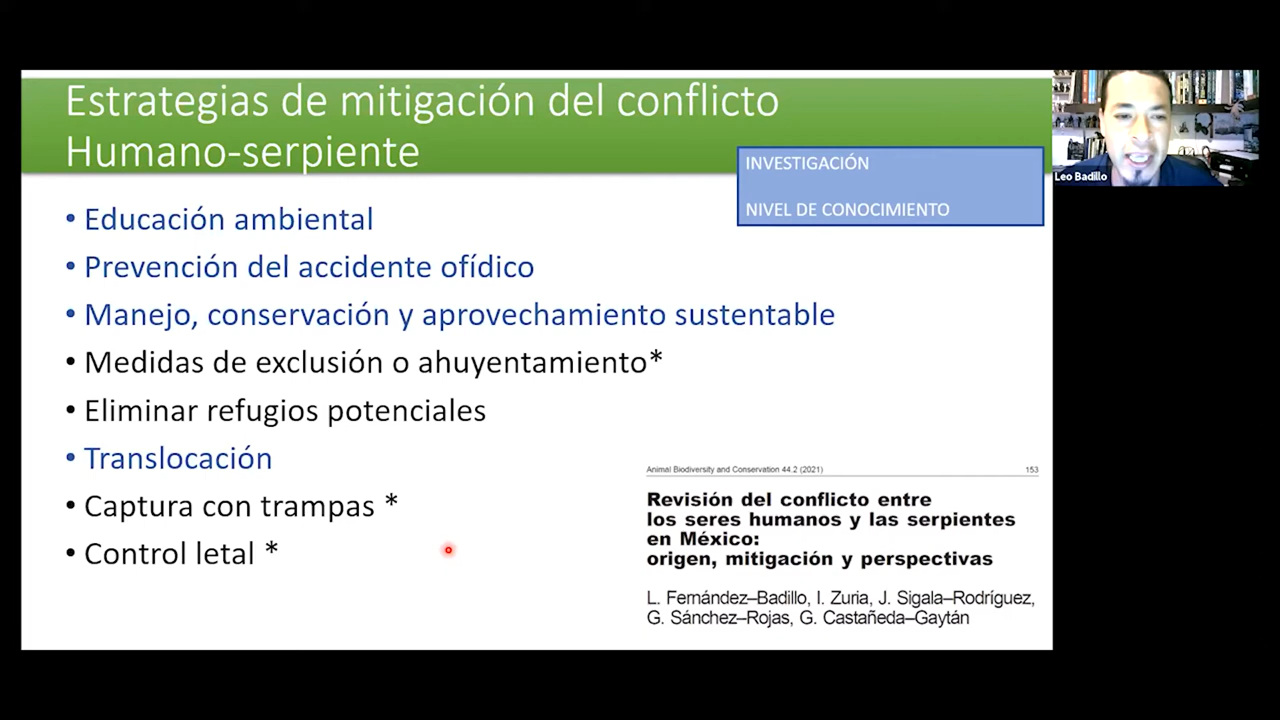 Estrategias de mitigación del conflicto
Humano-serpiente
INVESTIGACIÓN
NIVEL DE CONOCIMIENTO
Leo Badillo
• Educación ambiental
• Prevención del accidente ofídico
• Manejo, conservación y aprovechamiento sustentable
• Medidas de exclusión o ahuyentamiento*
• Eliminar refugios potenciales
• Translocación
• Captura con trampas *
• Control letal *
Animal Biodiversity and Conservation 44.2 (2021) 153
Revisión del conflicto entre
los seres humanos y las serpientes
en México:
origen, mitigación y perspectivas
L. Fernández–Badillo, I. Zuria, J. Sigala–Rodríguez,
G. Sánchez–Rojas, G. Castañeda–Gaytán